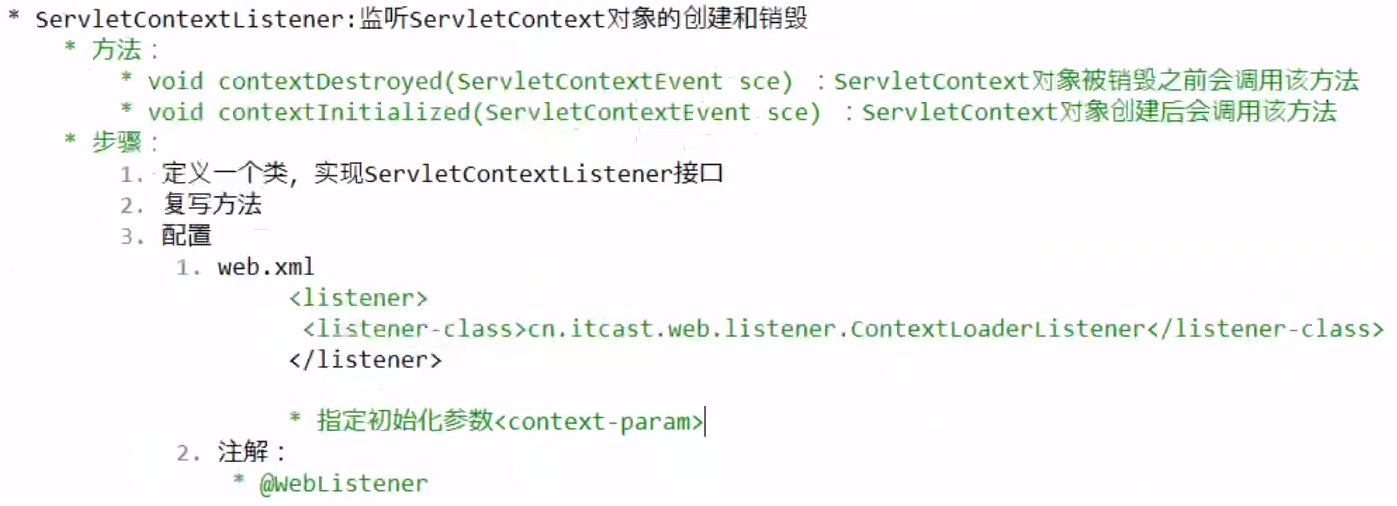 * ServletContextListener:监听ServletContext对象的创建和销毁
* 方法：
* void contextDestroyed(ServletContextEvent sce) ：ServletContext对象被销毁之前会调用该方法
* void contextInitialized(ServletContextEvent sce) ：ServletContext对象创建后会调用该方法
* 步骤：
1. 定义一个类，实现ServletContextListener接口
2. 复写方法
3. 配置
1. web.xml
<listener>
<listener-class>cn.itcast.web.listener.ContextLoaderListener</listener-class>
</listener>
* 指定初始化参数<context-param>
2. 注解：
* @WebListener